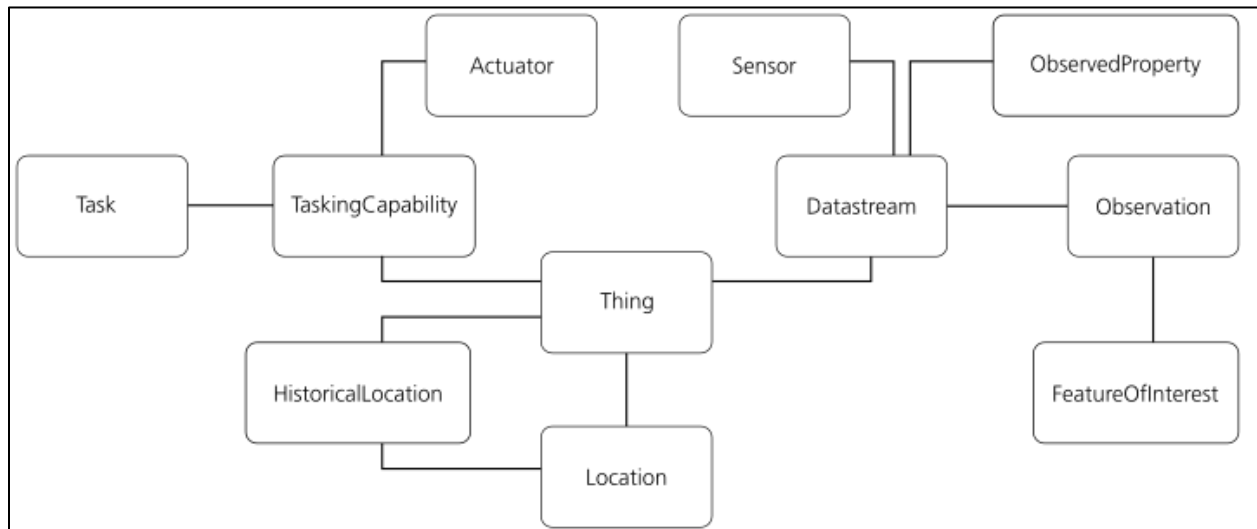 Actuator
Sensor
ObservedProperty
Task
TaskingCapability
Datastream
Observation
Thing
HistoricalLocation
FeatureOfInterest
Location